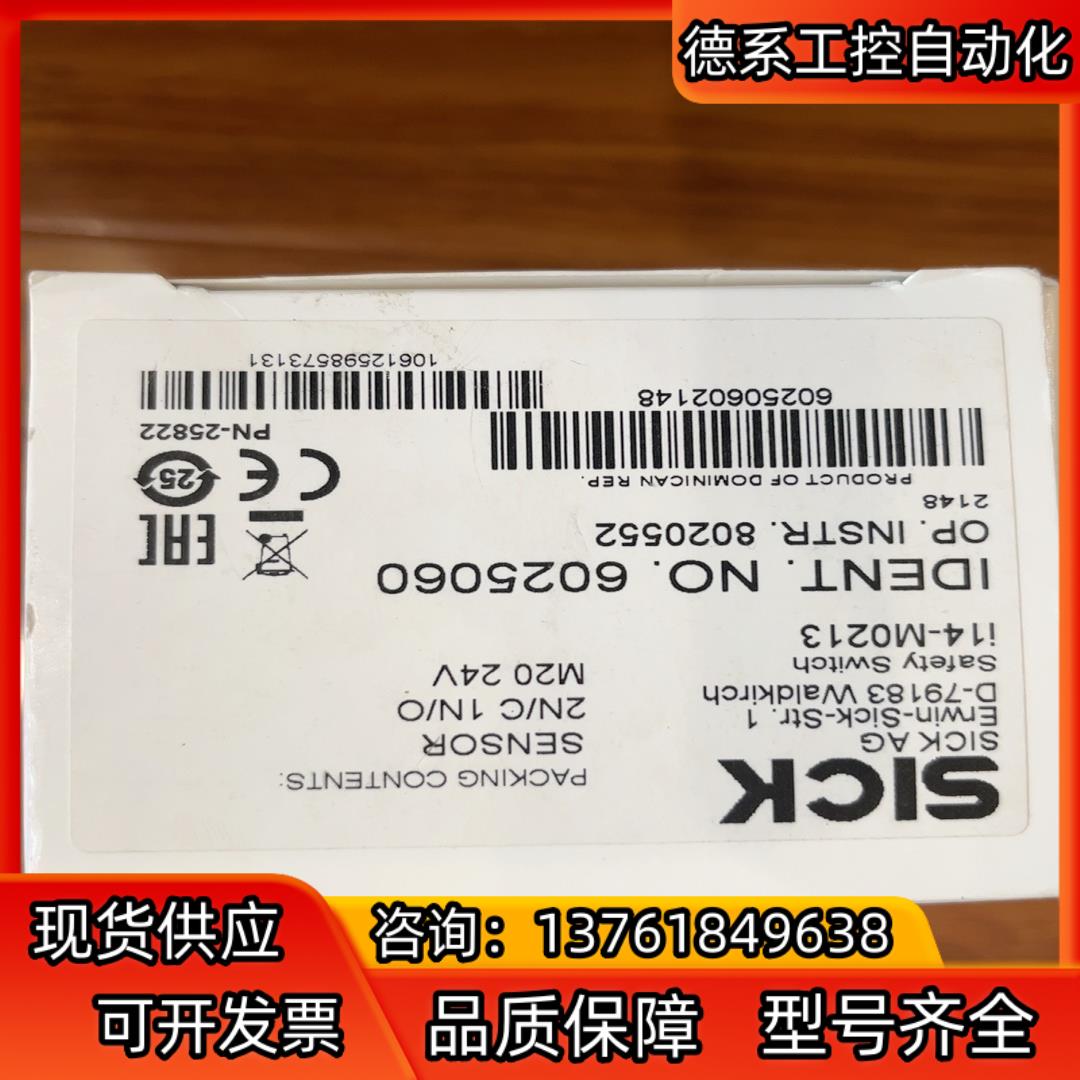 德系工控自动化
SICK
SICK AG
Erwin-Sick-Str. 1
D-79183 Waldkirch
Safety Switch
i14-M0213
PACKING CONTENTS:
SENSOR
2N/C 1N/O
M20 24V
IDENT. NO. 6025060
OP. INSTR. 8020552
2148
PRODUCT OF DOMINICAN REP.
60250602148
EAC
CE
25
PN-25822
10612598573131
现货供应
咨询：13761849638
可开发票
品质保障
型号齐全